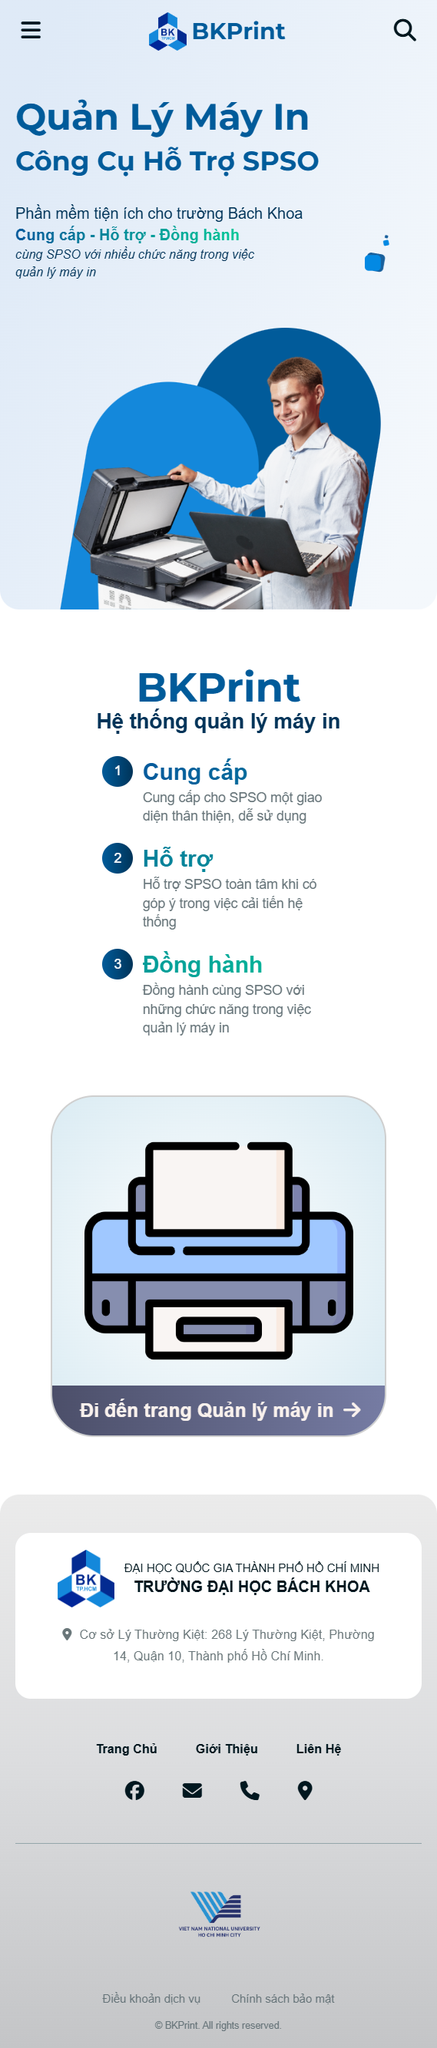 BK
TP.HCM
BKPrint
Quản Lý Máy In
Công Cụ Hỗ Trợ SPSO
Phần mềm tiện ích cho trường Bách Khoa
Cung cấp - Hỗ trợ - Đồng hành
cùng SPSO với nhiều chức năng trong việc
quản lý máy in
BKPrint
Hệ thống quản lý máy in
1
Cung cấp
Cung cấp cho SPSO một giao
diện thân thiện, dễ sử dụng
2
Hỗ trợ
Hỗ trợ SPSO toàn tâm khi có
góp ý trong việc cải tiến hệ
thống
3
Đồng hành
Đồng hành cùng SPSO với
những chức năng trong việc
quản lý máy in
Đi đến trang Quản lý máy in
BK
TP.HCM
ĐẠI HỌC QUỐC GIA THÀNH PHỐ HỒ CHÍ MINH
TRƯỜNG ĐẠI HỌC BÁCH KHOA
Cơ sở Lý Thường Kiệt: 268 Lý Thường Kiệt, Phường
14, Quận 10, Thành phố Hồ Chí Minh.
Trang Chủ Giới Thiệu Liên Hệ
VIET NAM NATIONAL UNIVERSITY
HO CHI MINH CITY
Điều khoản dịch vụ Chính sách bảo mật
© BKPrint. All rights reserved.